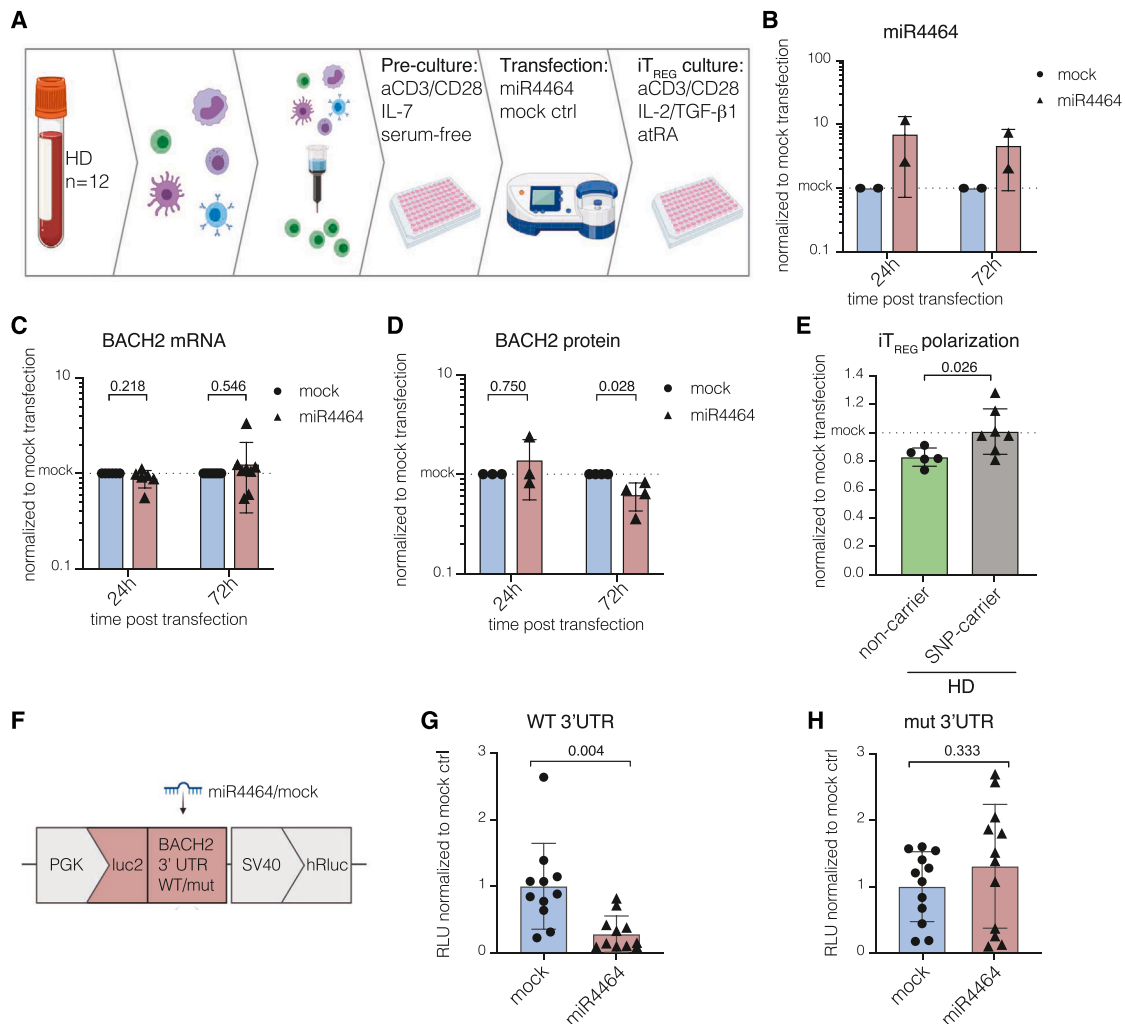 A
HD
n=12
Pre-culture:
aCD3/CD28
IL-7
serum-free
Transfection:
miR4464
mock ctrl
iTREG culture:
aCD3/CD28
IL-2/TGF-β1
atRA
B
miR4464
normalized to mock transfection
100
10
mock
0.1
24h
72h
time post transfection
mock
miR4464
C
BACH2 mRNA
normalized to mock transfection
10
mock
0.1
0.218
0.546
24h
72h
time post transfection
mock
miR4464
D
BACH2 protein
normalized to mock transfection
10
mock
0.1
0.750
0.028
24h
72h
time post transfection
mock
miR4464
E
iTREG polarization
normalized to mock transfection
1.4
1.2
mock
0.8
0.6
0.4
0.2
0.0
0.026
non-carrier
SNP-carrier
HD
F
miR4464/mock
PGK
luc2
BACH2
3' UTR
WT/mut
SV40
hRluc
G
WT 3'UTR
RLU normalized to mock ctrl
3
2
1
0
0.004
mock
miR4464
H
mut 3'UTR
RLU normalized to mock ctrl
3
2
1
0
0.333
mock
miR4464